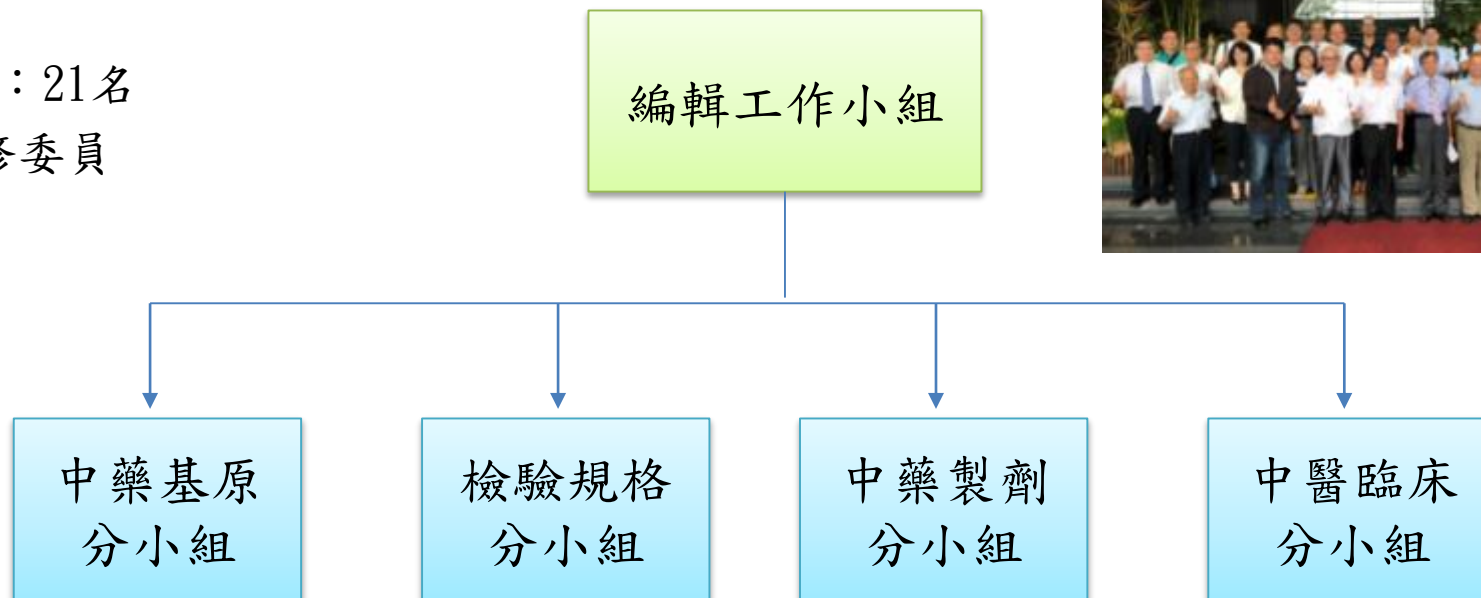 ：21名
委員
編輯工作小組
中藥基原
分小組
檢驗規格
分小組
中藥製劑
分小組
中醫臨床
分小組